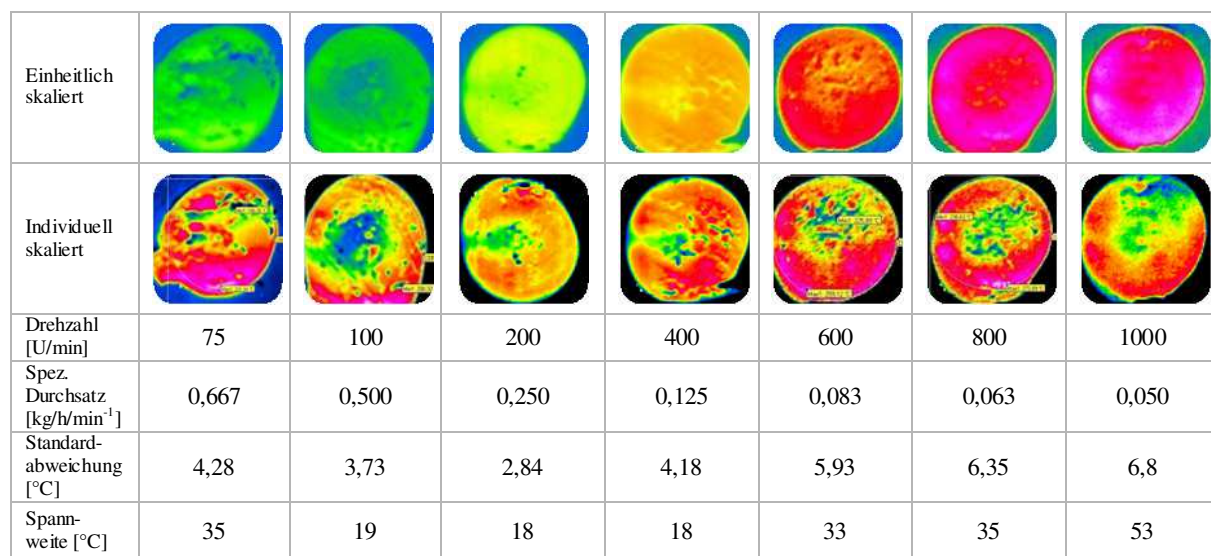 Einheitlich
skaliert
Individuell
skaliert
Drehzahl
[U/min]
75
100
200
400
600
800
1000
Spez.
Durchsatz
[kg/h/min⁻¹]
0,667
0,500
0,250
0,125
0,083
0,063
0,050
Standard-
abweichung
[°C]
4,28
3,73
2,84
4,18
5,93
6,35
6,8
Spann-
weite [°C]
35
19
18
18
33
35
53